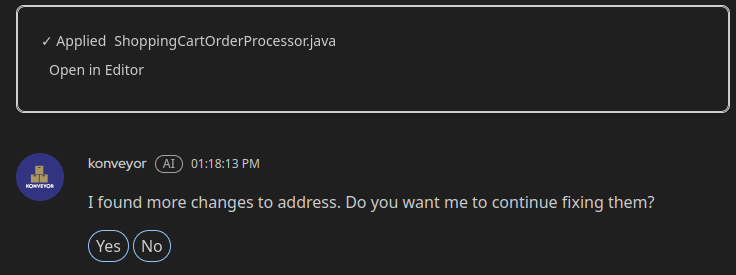 ✓ Applied ShoppingCartOrderProcessor.java
Open in Editor
KONVEYOR
konveyor AI 01:18:13 PM
I found more changes to address. Do you want me to continue fixing them?
Yes No